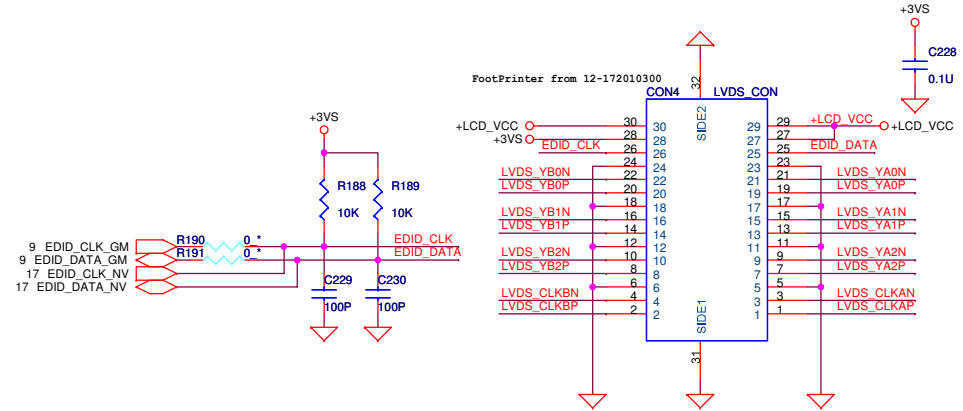 +3VS
C228
0.1U
FootPrinter from 12-172010300
CON4 LVDS_CON
32
SIDE2
+LCD_VCC 30 30 29 29 +LCD_VCC +LCD_VCC
+3VS 28 28 27 27
EDID_CLK 26 26 25 25 EDID_DATA
24 24 23 23
LVDS_YB0N 22 22 21 21 LVDS_YA0N
LVDS_YB0P 20 20 19 19 LVDS_YA0P
18 18 17 17
LVDS_YB1N 16 16 15 15 LVDS_YA1N
LVDS_YB1P 14 14 13 13 LVDS_YA1P
12 12 11 11
LVDS_YB2N 10 10 9 9 LVDS_YA2N
LVDS_YB2P 8 8 7 7 LVDS_YA2P
6 6 5 5
LVDS_CLKBN 4 4 3 3 LVDS_CLKAN
LVDS_CLKBP 2 2 1 1 LVDS_CLKAP
SIDE1
31
+3VS
R188 R189
10K 10K
R190 0_* EDID_CLK
9 EDID_CLK_GM
R191 0_* EDID_DATA
9 EDID_DATA_GM
17 EDID_CLK_NV
17 EDID_DATA_NV
C229 C230
100P 100P